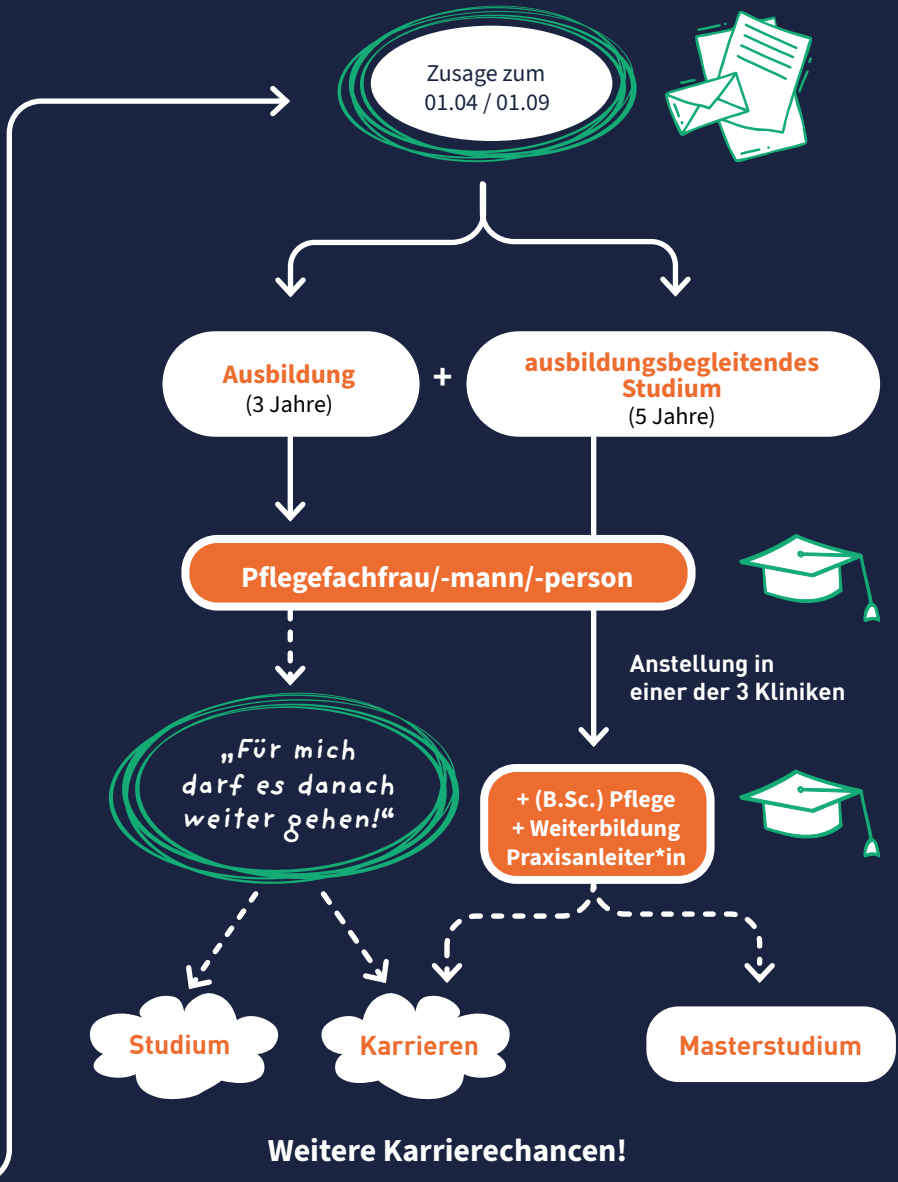 Zusage zum
01.04 / 01.09
Ausbildung
(3 Jahre)
+
ausbildungsbegleitendes
Studium
(5 Jahre)
Pflegefachfrau/-mann/-person
Anstellung in
einer der 3 Kliniken
„Für mich
darf es danach
weiter gehen!“
+ (B.Sc.) Pflege
+ Weiterbildung
Praxisanleiter*in
Studium
Karrieren
Masterstudium
Weitere Karrierechancen!